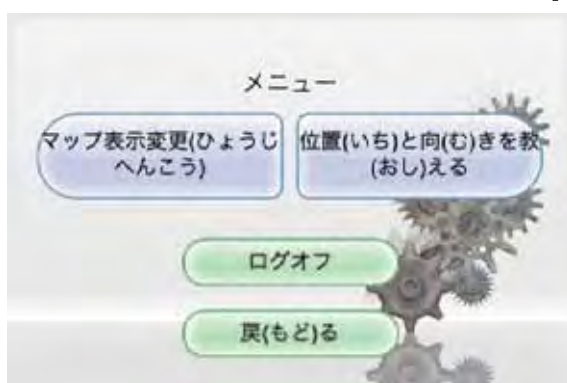 メニュー
マップ表示変更(ひょうじ
へんこう)
位置(いち)と向(む)きを教
(おし)える
ログオフ
戻(もど)る